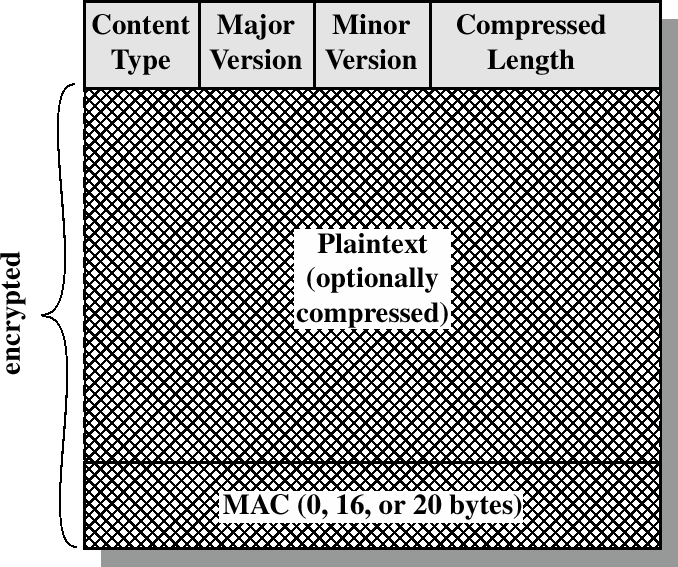 Content
Type
Major
Version
Minor
Version
Compressed
Length
encrypted
Plaintext
(optionally
compressed)
MAC (0, 16, or 20 bytes)